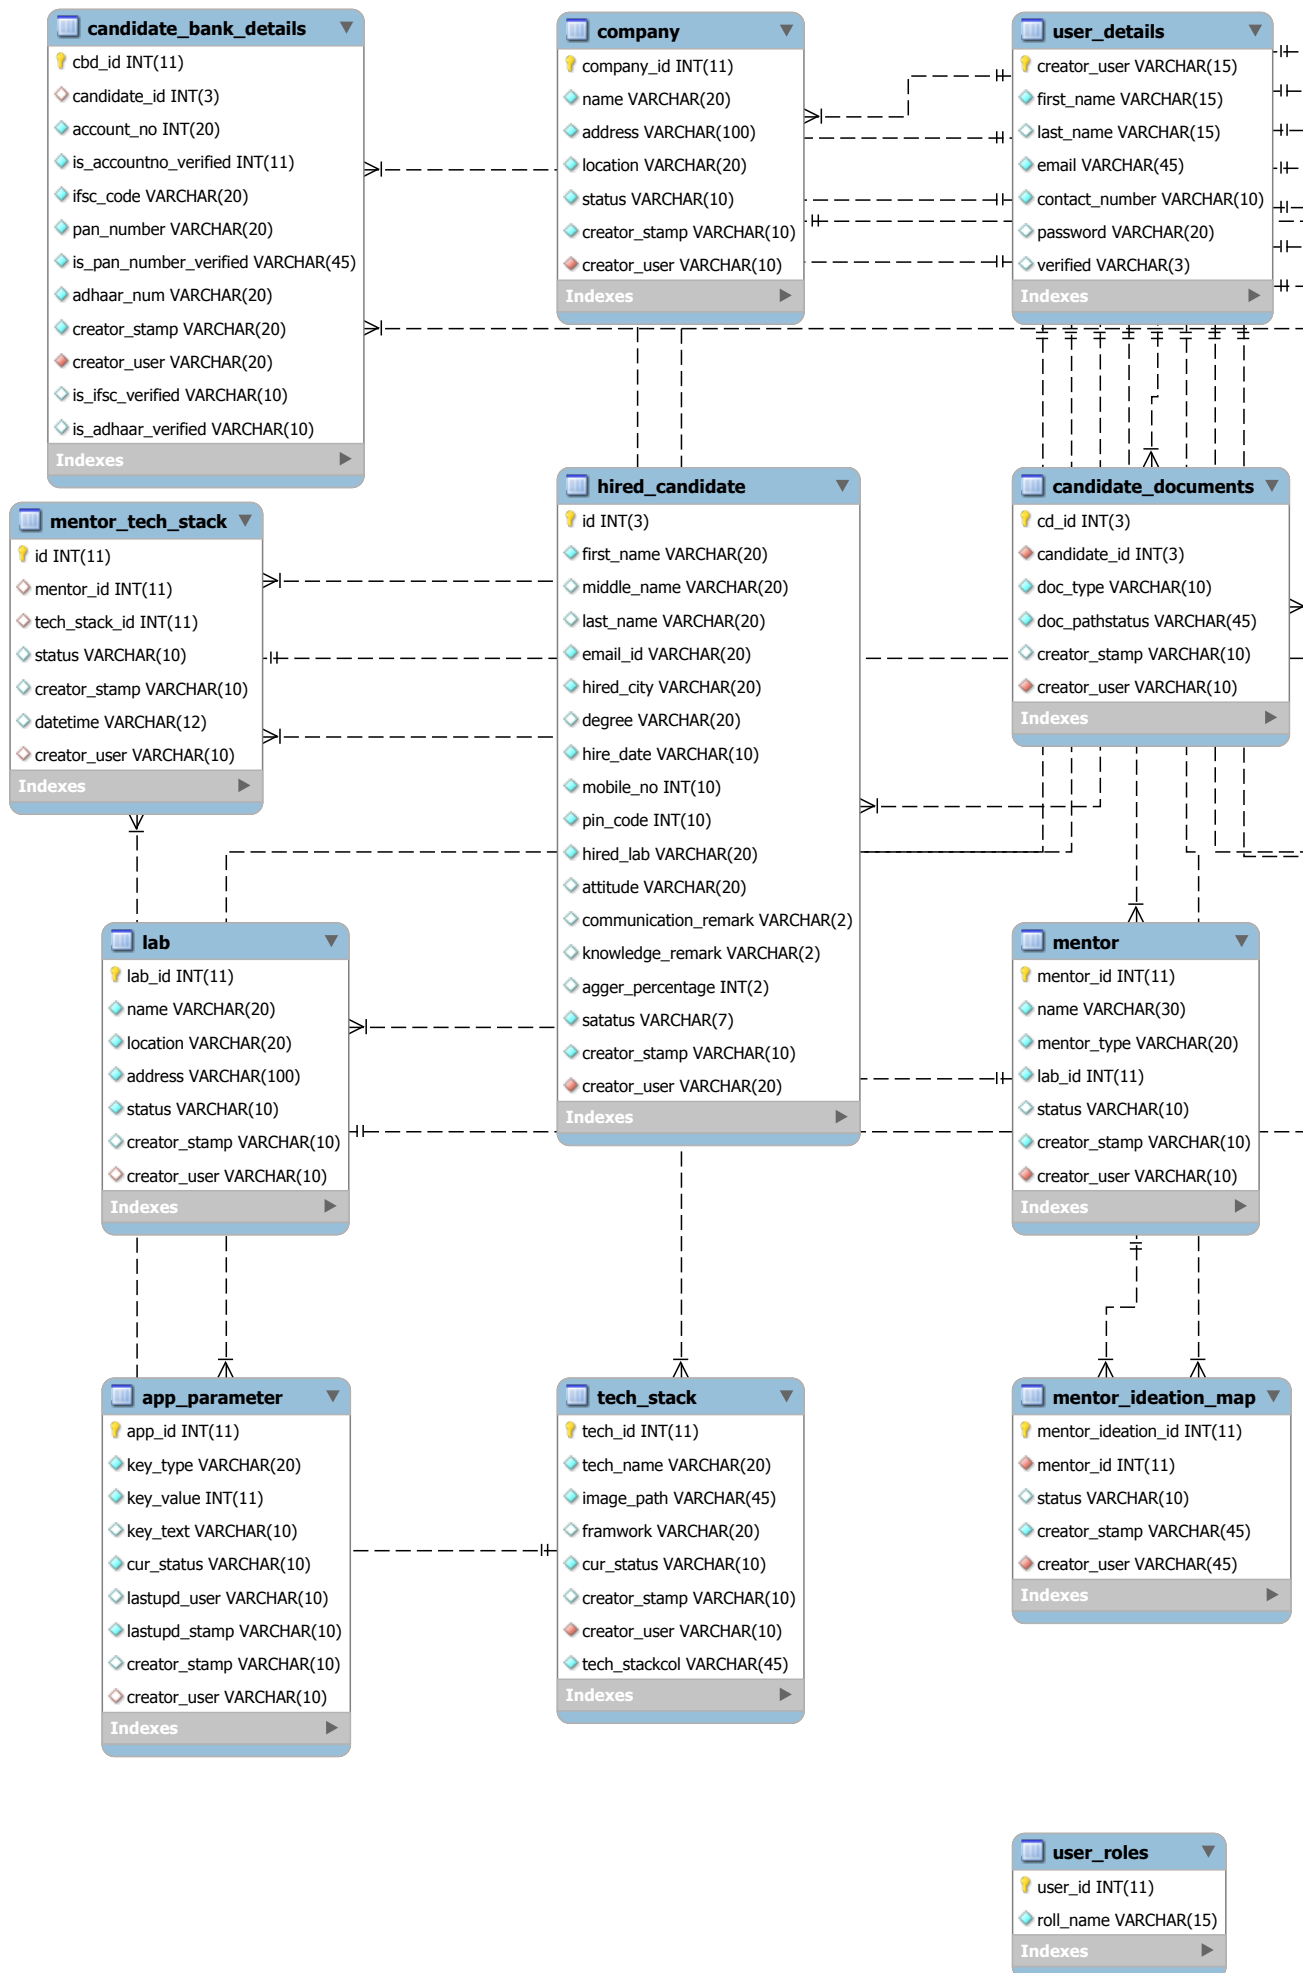 candidate_bank_details
cbd_id INT(11)
candidate_id INT(3)
account_no INT(20)
is_accountno_verified INT(11)
ifsc_code VARCHAR(20)
pan_number VARCHAR(20)
is_pan_number_verified VARCHAR(45)
adhaar_num VARCHAR(20)
creator_stamp VARCHAR(20)
creator_user VARCHAR(20)
is_ifsc_verified VARCHAR(10)
is_adhaar_verified VARCHAR(10)
Indexes
company
company_id INT(11)
name VARCHAR(20)
address VARCHAR(100)
location VARCHAR(20)
status VARCHAR(10)
creator_stamp VARCHAR(10)
creator_user VARCHAR(10)
Indexes
user_details
creator_user VARCHAR(15)
first_name VARCHAR(15)
last_name VARCHAR(15)
email VARCHAR(45)
contact_number VARCHAR(10)
password VARCHAR(20)
verified VARCHAR(3)
Indexes
mentor_tech_stack
id INT(11)
mentor_id INT(11)
tech_stack_id INT(11)
status VARCHAR(10)
creator_stamp VARCHAR(10)
datetime VARCHAR(12)
creator_user VARCHAR(10)
Indexes
hired_candidate
id INT(3)
first_name VARCHAR(20)
middle_name VARCHAR(20)
last_name VARCHAR(20)
email_id VARCHAR(20)
hired_city VARCHAR(20)
degree VARCHAR(20)
hire_date VARCHAR(10)
mobile_no INT(10)
pin_code INT(10)
hired_lab VARCHAR(20)
attitude VARCHAR(20)
communication_remark VARCHAR(2)
knowledge_remark VARCHAR(2)
agger_percentage INT(2)
satatus VARCHAR(7)
creator_stamp VARCHAR(10)
creator_user VARCHAR(20)
Indexes
candidate_documents
cd_id INT(3)
candidate_id INT(3)
doc_type VARCHAR(10)
doc_pathstatus VARCHAR(45)
creator_stamp VARCHAR(10)
creator_user VARCHAR(10)
Indexes
lab
lab_id INT(11)
name VARCHAR(20)
location VARCHAR(20)
address VARCHAR(100)
status VARCHAR(10)
creator_stamp VARCHAR(10)
creator_user VARCHAR(10)
Indexes
mentor
mentor_id INT(11)
name VARCHAR(30)
mentor_type VARCHAR(20)
lab_id INT(11)
status VARCHAR(10)
creator_stamp VARCHAR(10)
creator_user VARCHAR(10)
Indexes
app_parameter
app_id INT(11)
key_type VARCHAR(20)
key_value INT(11)
key_text VARCHAR(10)
cur_status VARCHAR(10)
lastupd_user VARCHAR(10)
lastupd_stamp VARCHAR(10)
creator_stamp VARCHAR(10)
creator_user VARCHAR(10)
Indexes
tech_stack
tech_id INT(11)
tech_name VARCHAR(20)
image_path VARCHAR(45)
framwork VARCHAR(20)
cur_status VARCHAR(10)
creator_stamp VARCHAR(10)
creator_user VARCHAR(10)
tech_stackcol VARCHAR(45)
Indexes
mentor_ideation_map
mentor_ideation_id INT(11)
mentor_id INT(11)
status VARCHAR(10)
creator_stamp VARCHAR(45)
creator_user VARCHAR(45)
Indexes
user_roles
user_id INT(11)
roll_name VARCHAR(15)
Indexes